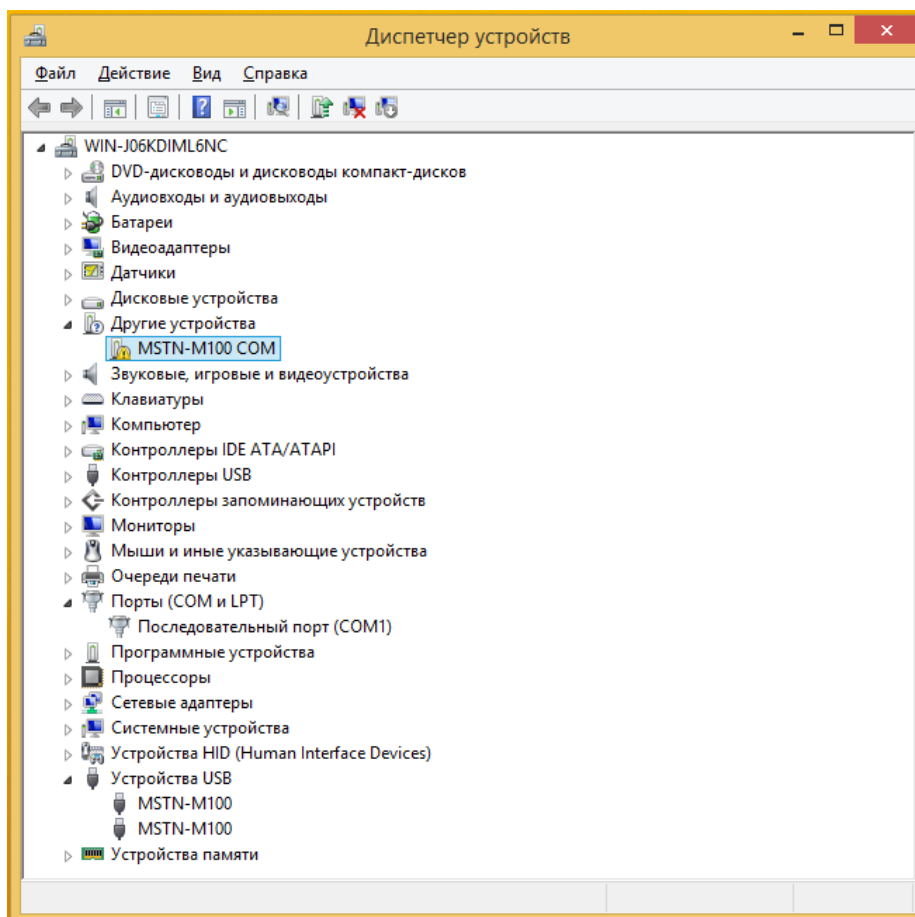 Диспетчер устройств
Файл Действие Вид Справка
WIN-J06KDIML6NC
DVD-дисководы и дисководы компакт-дисков
Аудиовходы и аудиовыходы
Батареи
Видеоадаптеры
Датчики
Дисковые устройства
Другие устройства
MSTN-M100 COM
Звуковые, игровые и видеоустройства
Клавиатуры
Компьютер
Контроллеры IDE ATA/ATAPI
Контроллеры USB
Контроллеры запоминающих устройств
Мониторы
Мыши и иные указывающие устройства
Очереди печати
Порты (COM и LPT)
Последовательный порт (COM1)
Программные устройства
Процессоры
Сетевые адаптеры
Системные устройства
Устройства HID (Human Interface Devices)
Устройства USB
MSTN-M100
MSTN-M100
Устройства памяти